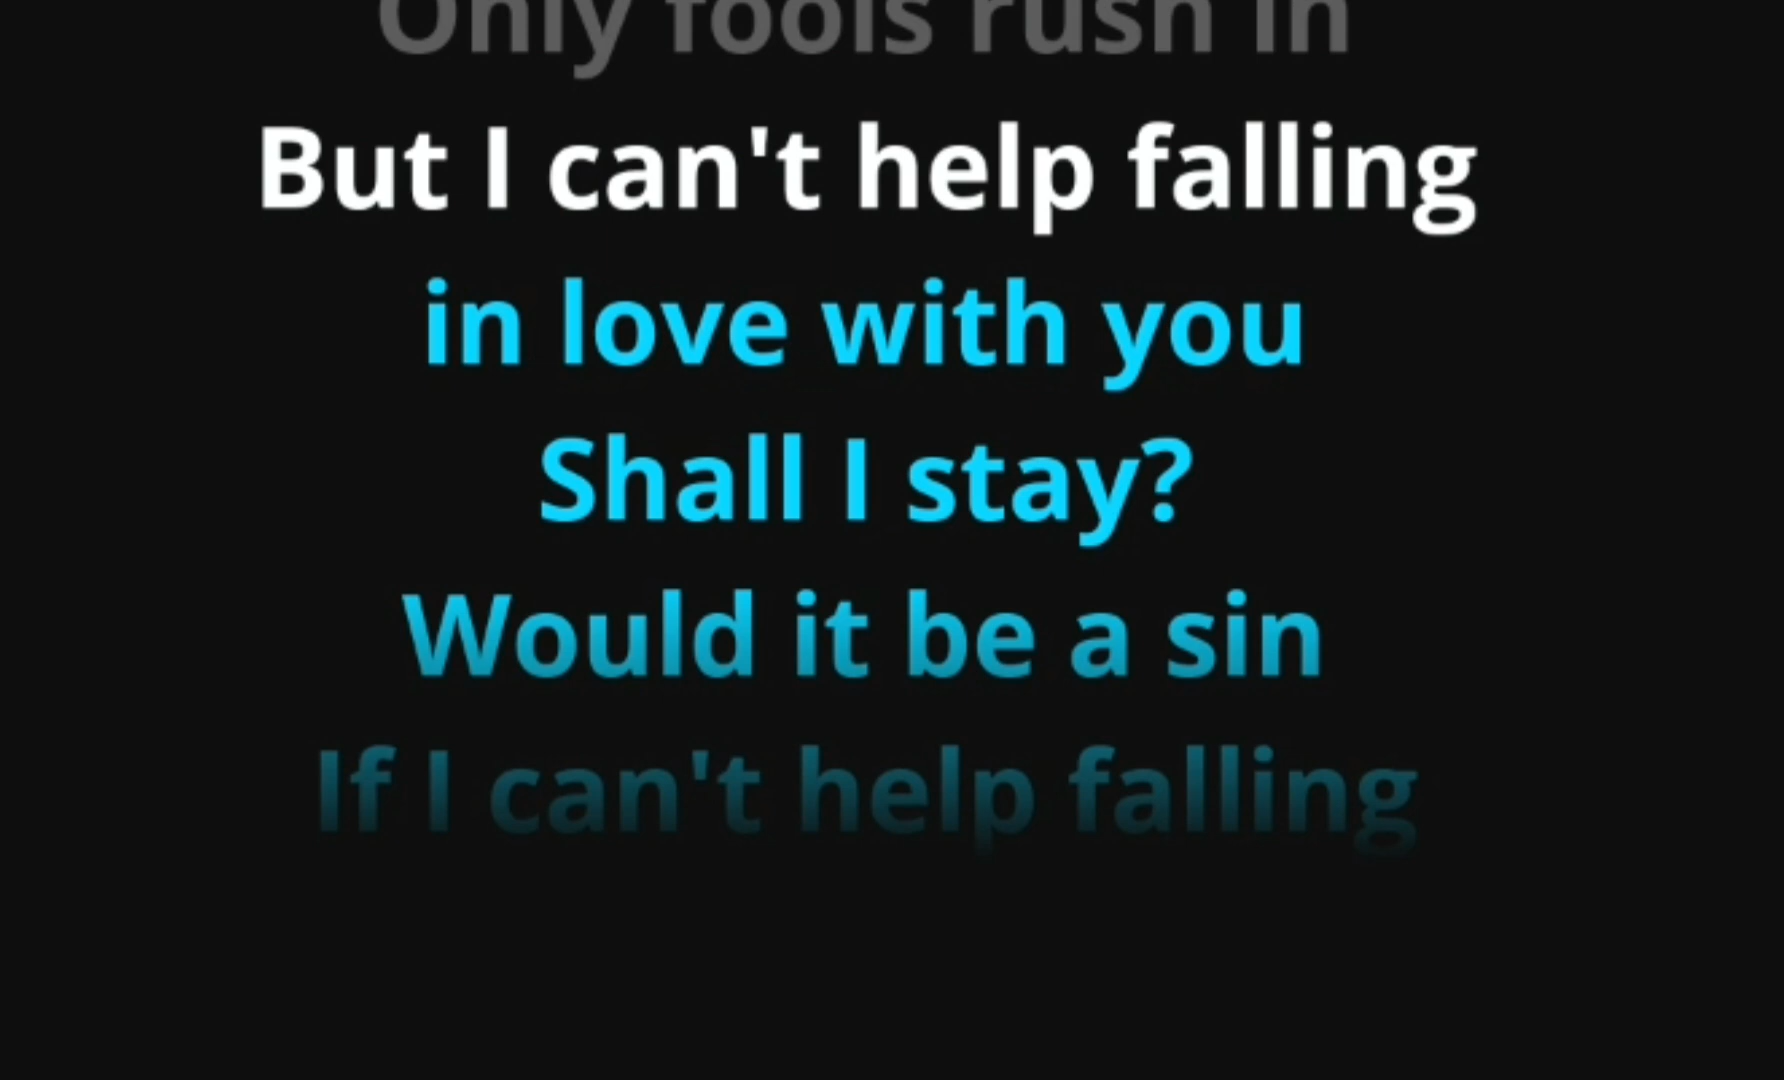 Only fools rush in
But I can't help falling
in love with you
Shall I stay?
Would it be a sin
If I can't help falling